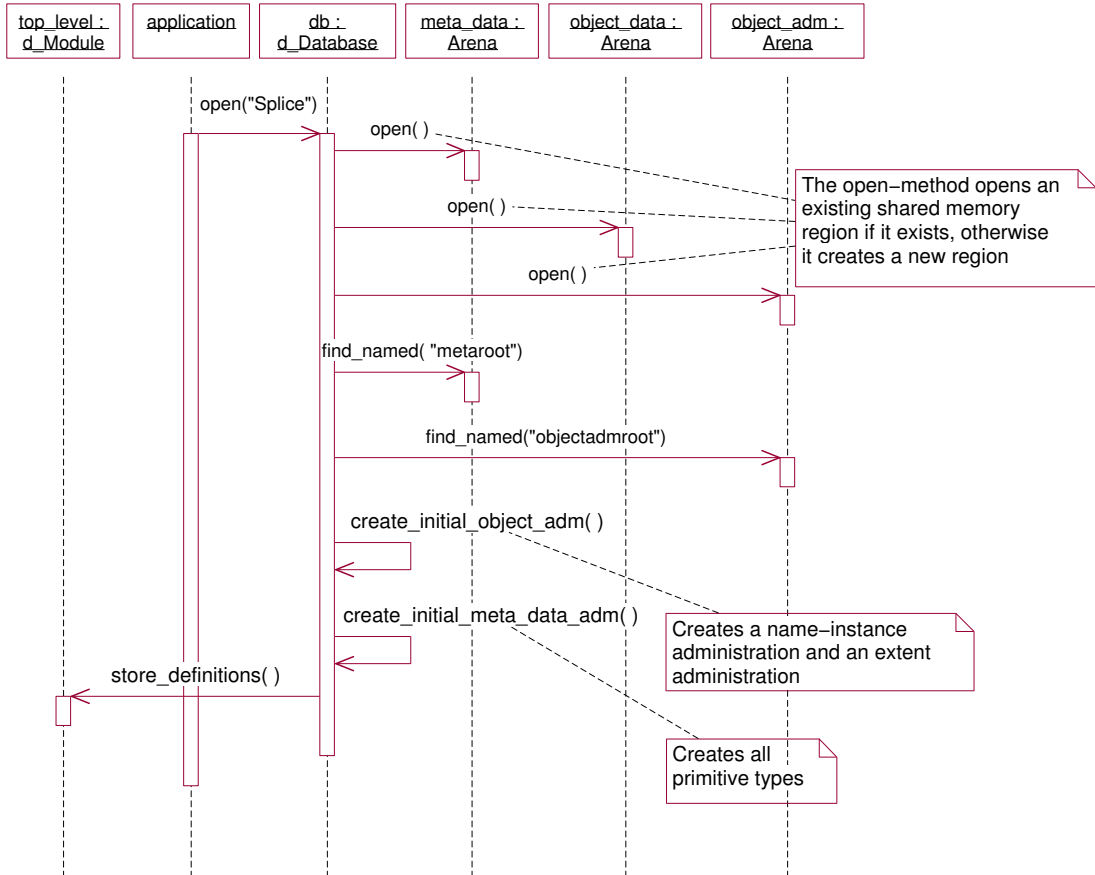 top_level :
d_Module
application
db :
d_Database
meta_data :
Arena
object_data :
Arena
object_adm :
Arena
open("Splice")
open( )
The open−method opens an
existing shared memory
region if it exists, otherwise
it creates a new region
open( )
open( )
find_named( "metaroot")
find_named("objectadmroot")
create_initial_object_adm( )
create_initial_meta_data_adm( )
Creates a name−instance
administration and an extent
administration
store_definitions( )
Creates all
primitive types